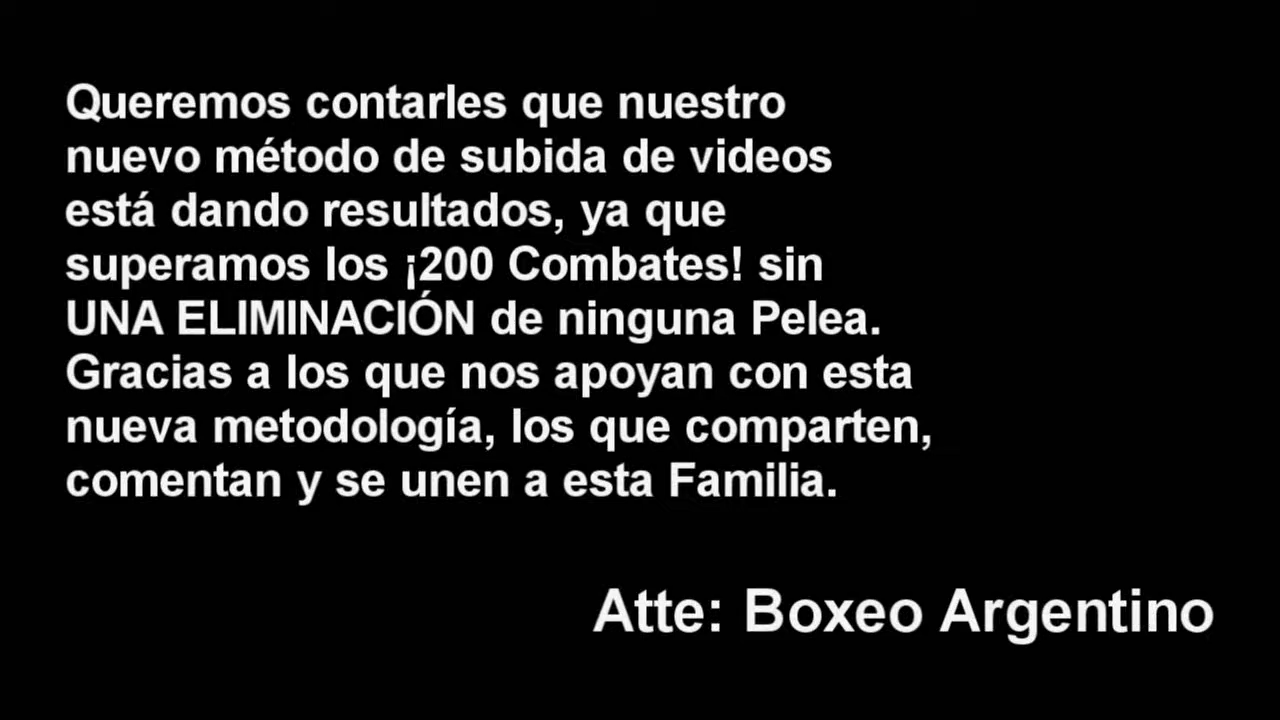 Queremos contarles que nuestro
nuevo método de subida de videos
está dando resultados, ya que
superamos los ¡200 Combates! sin
UNA ELIMINACIÓN de ninguna Pelea.
Gracias a los que nos apoyan con esta
nueva metodología, los que comparten,
comentan y se unen a esta Familia.
Atte: Boxeo Argentino